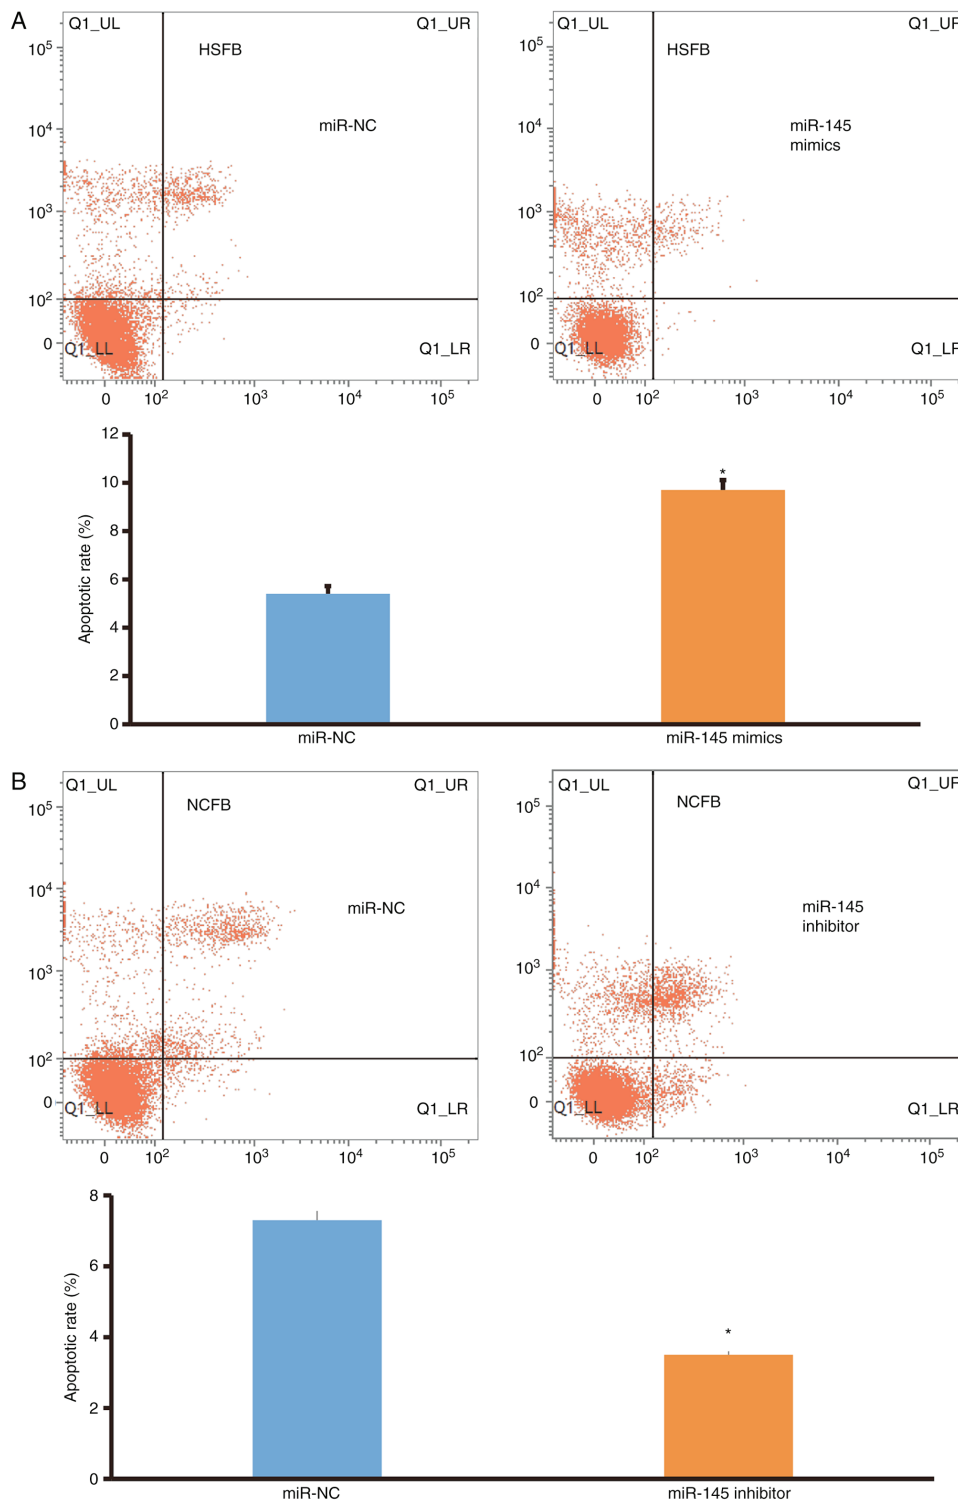 A
Q1_UL
Q1_UR
HSFB
miR-NC
10^5
10^4
10^3
10^2
0
Q1_LL
Q1_LR
0
10^2
10^3
10^4
10^5
Q1_UL
Q1_UR
HSFB
miR-145
mimics
10^5
10^4
10^3
10^2
0
Q1_LL
Q1_LR
0
10^2
10^3
10^4
10^5
Apoptotic rate (%)
12
10
8
6
4
2
0
*
miR-NC
miR-145 mimics
B
Q1_UL
Q1_UR
NCFB
miR-NC
10^5
10^4
10^3
10^2
0
Q1_LL
Q1_LR
0
10^2
10^3
10^4
10^5
Q1_UL
Q1_UR
NCFB
miR-145
inhibitor
10^5
10^4
10^3
10^2
0
Q1_LL
Q1_LR
0
10^2
10^3
10^4
10^5
Apoptotic rate (%)
8
6
4
2
0
*
miR-NC
miR-145 inhibitor